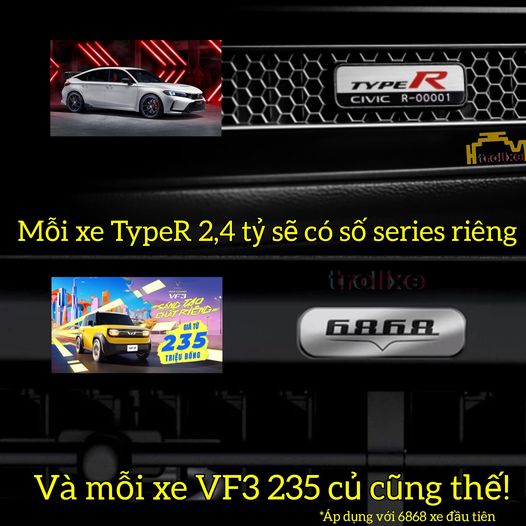 TYPE R
CIVIC R-00001
trollxe
Mỗi xe TypeR 2,4 tỷ sẽ có số series riêng
trollxe
VF3
SÁNG TẠO
CHẤT RIÊNG
GIÁ TỪ
235
TRIỆU ĐỒNG
6868
Và mỗi xe VF3 235 củ cũng thế!
*Áp dụng với 6868 xe đầu tiên